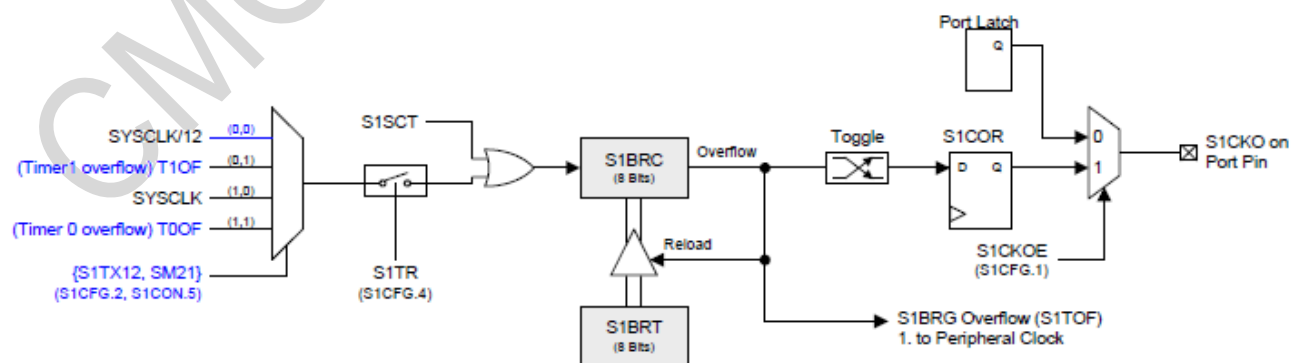 CMC
Port Latch
Q
SYSCLK/12 (0,0)
(Timer1 overflow) T1OF (0,1)
SYSCLK (1,0)
(Timer 0 overflow) T0OF (1,1)
{S1TX12, SM21}
(S1CFG.2, S1CON.5)
S1SCT
S1TR
(S1CFG.4)
S1BRC
(8 Bits)
Overflow
Reload
S1BRT
(8 Bits)
Toggle
S1COR
D Q
S1CKOE
(S1CFG.1)
0
1
S1CKO on
Port Pin
S1BRG Overflow (S1TOF)
1. to Peripheral Clock